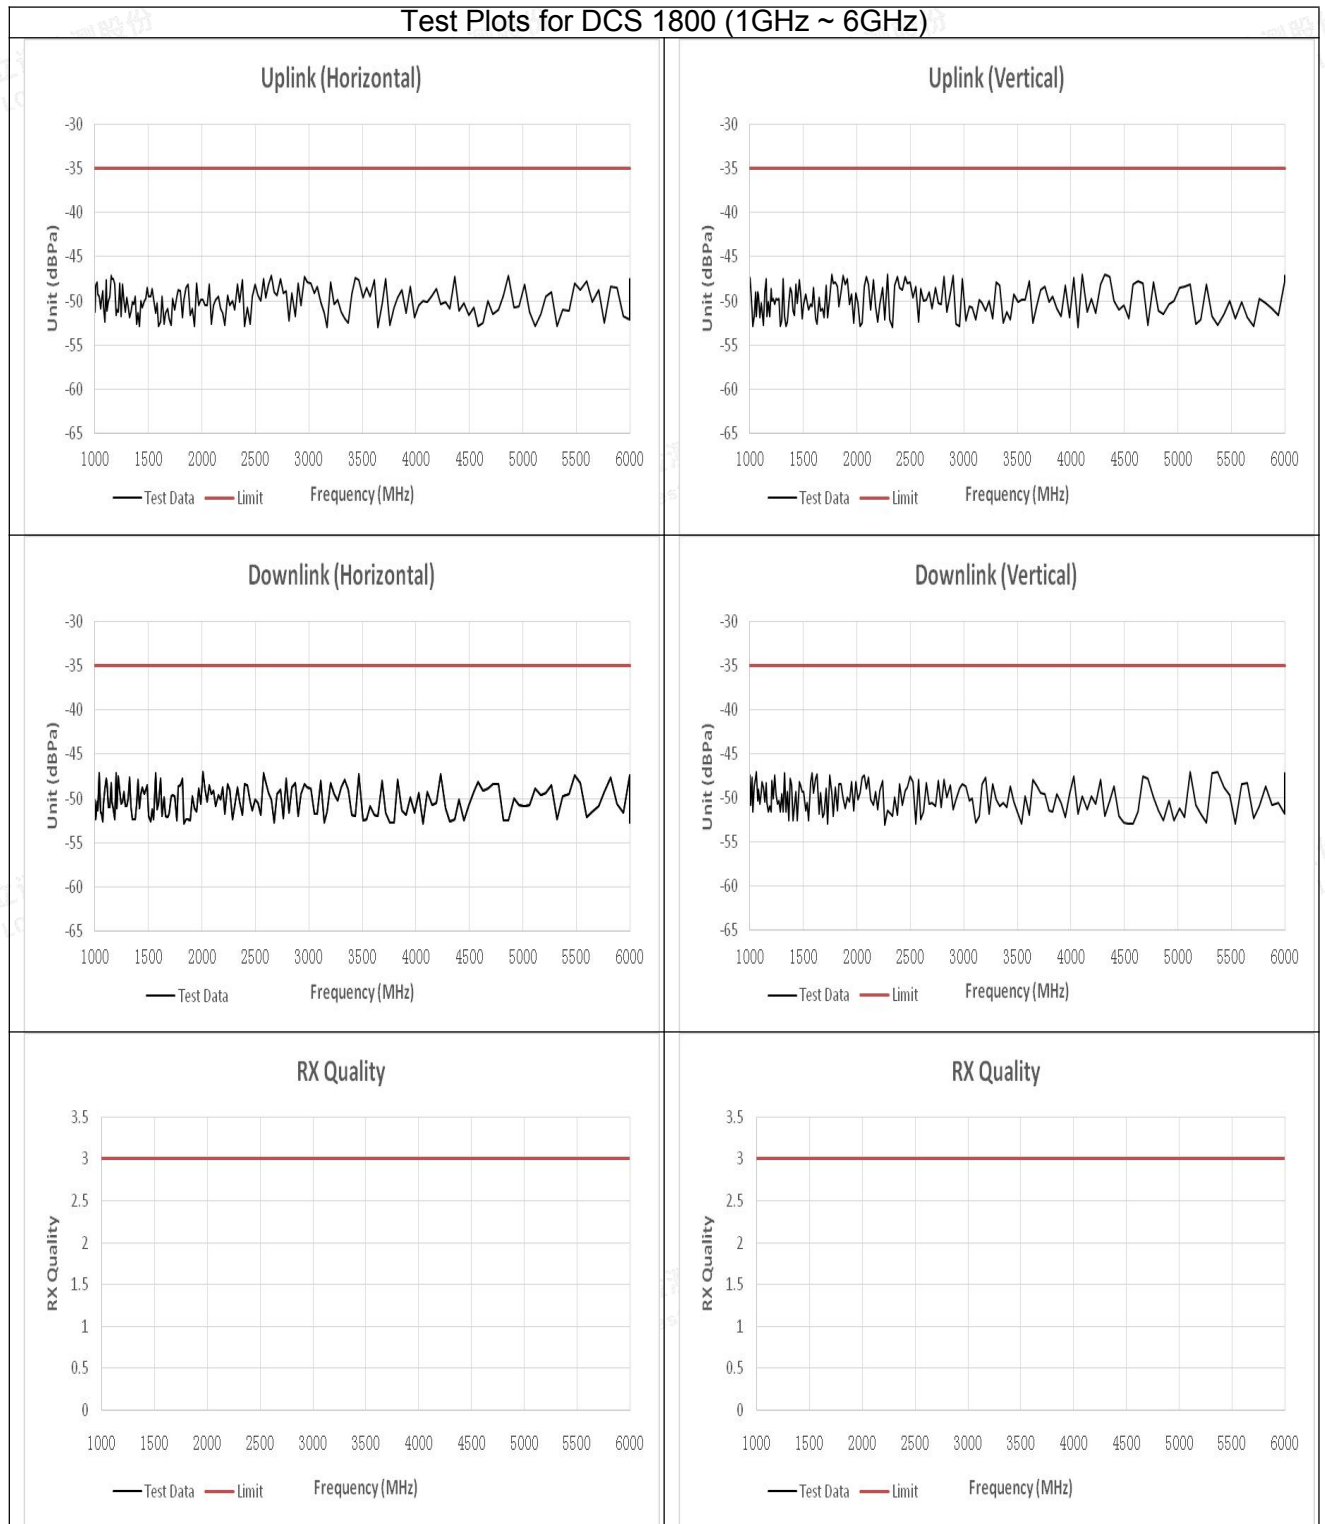 Test Plots for DCS 1800 (1GHz ~ 6GHz)
Uplink (Horizontal)
-30
-35
-40
-45
-50
-55
-60
-65
Unit (dBPa)
1000 1500 2000 2500 3000 3500 4000 4500 5000 5500 6000
Test Data Limit Frequency (MHz)
Uplink (Vertical)
-30
-35
-40
-45
-50
-55
-60
-65
Unit (dBPa)
1000 1500 2000 2500 3000 3500 4000 4500 5000 5500 6000
Test Data Limit Frequency (MHz)
Downlink (Horizontal)
-30
-35
-40
-45
-50
-55
-60
-65
Unit (dBPa)
1000 1500 2000 2500 3000 3500 4000 4500 5000 5500 6000
Test Data Frequency (MHz)
Downlink (Vertical)
-30
-35
-40
-45
-50
-55
-60
-65
Unit (dBPa)
1000 1500 2000 2500 3000 3500 4000 4500 5000 5500 6000
Test Data Limit Frequency (MHz)
RX Quality
3.5
3
2.5
2
1.5
1
0.5
0
RX Quality
1000 1500 2000 2500 3000 3500 4000 4500 5000 5500 6000
Test Data Limit Frequency (MHz)
RX Quality
3.5
3
2.5
2
1.5
1
0.5
0
RX Quality
1000 1500 2000 2500 3000 3500 4000 4500 5000 5500 6000
Test Data Limit Frequency (MHz)